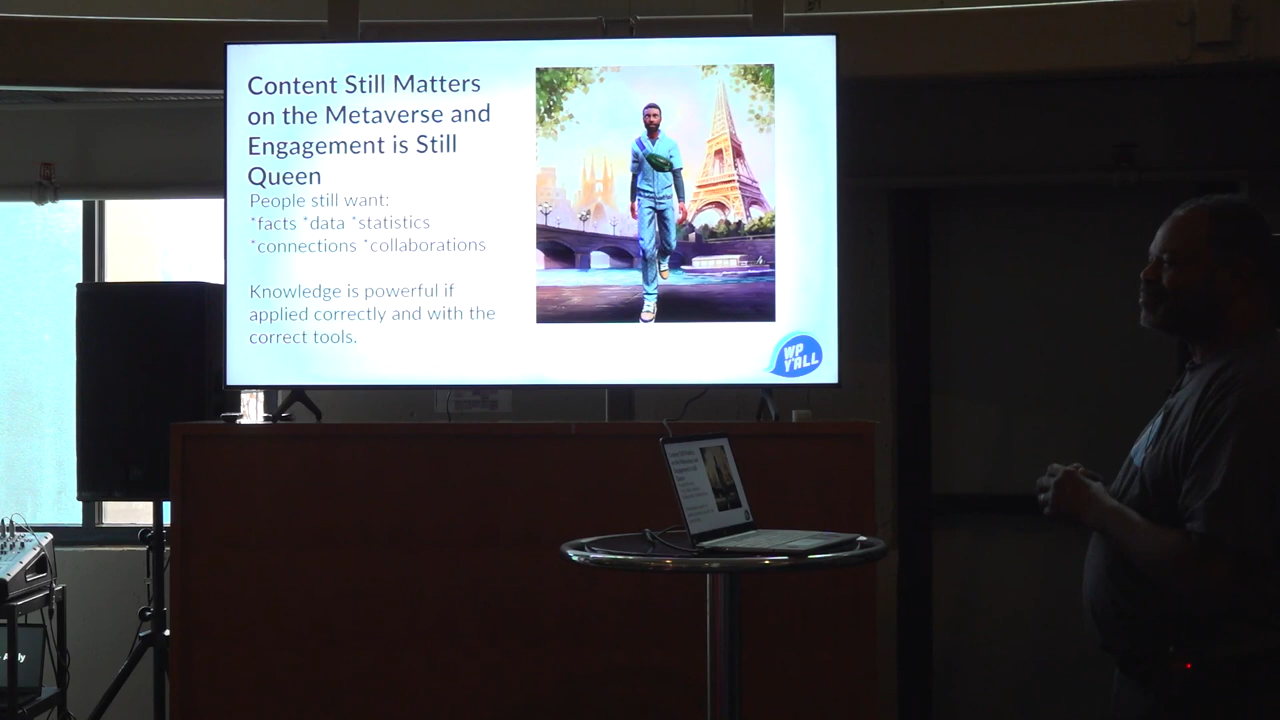 Content Still Matters
on the Metaverse and
Engagement is Still
Queen
People still want:
*facts *data *statistics
*connections *collaborations
Knowledge is powerful if
applied correctly and with the
correct tools.
WP
Y'ALL